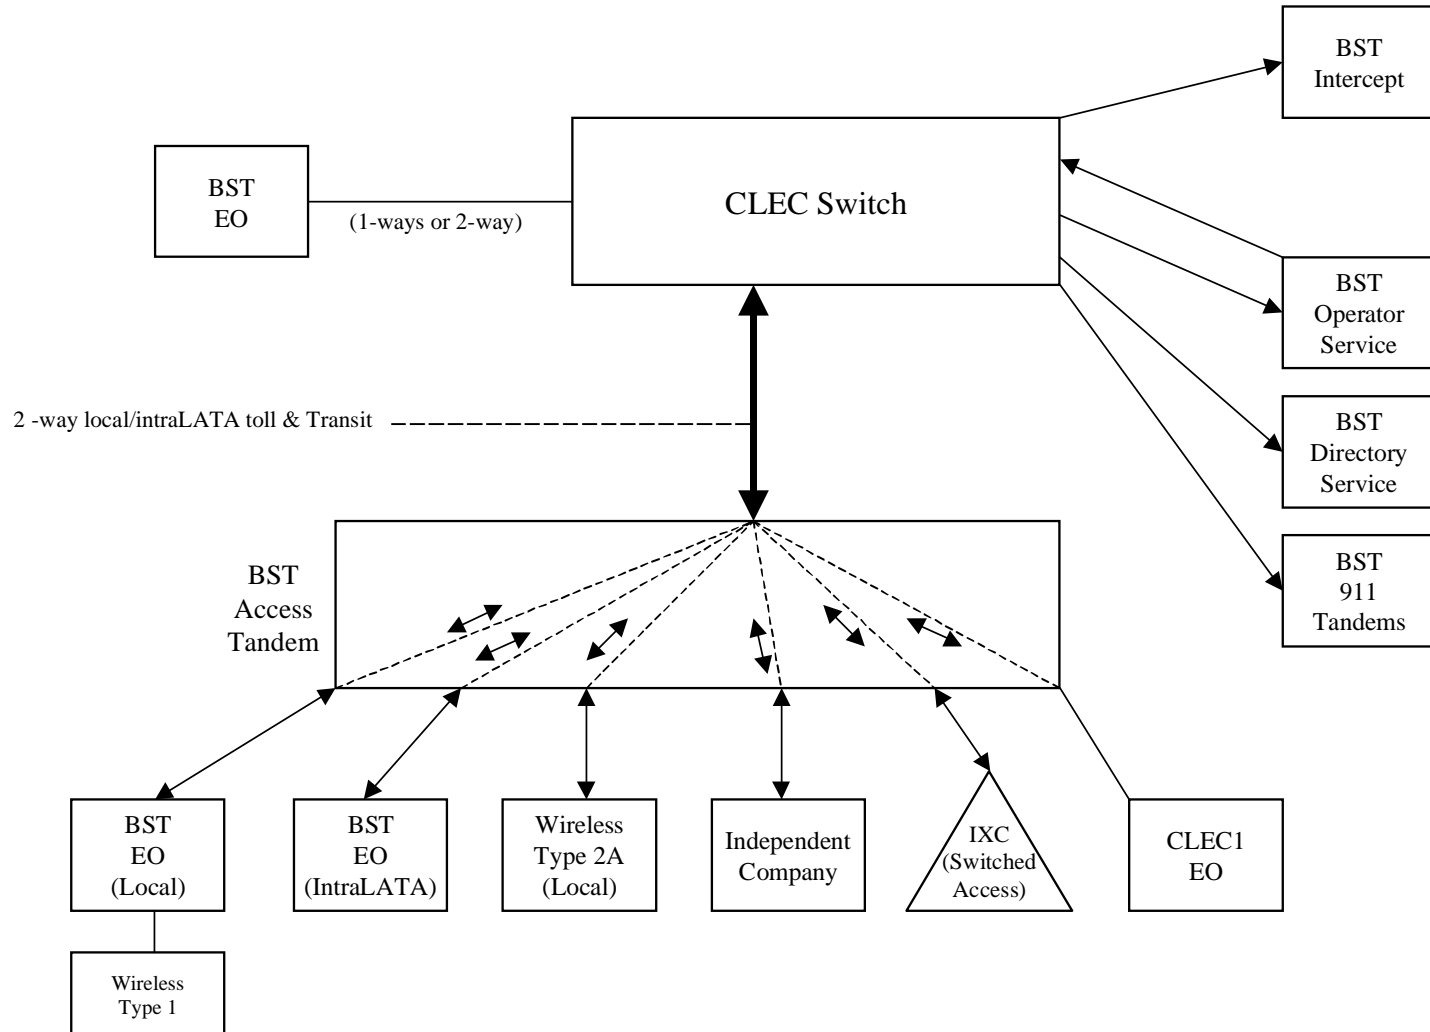 BST
Intercept
BST
EO
(1-ways or 2-way)
CLEC Switch
BST
Operator
Service
2 -way local/intraLATA toll & Transit
BST
Directory
Service
BST
911
Tandems
BST
Access
Tandem
BST
EO
(Local)
BST
EO
(IntraLATA)
Wireless
Type 2A
(Local)
Independent
Company
IXC
(Switched
Access)
CLEC1
EO
Wireless
Type 1